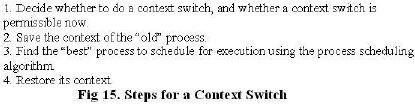 1. Decide whether to do a context switch, and whether a context switch is
permissible now.
2. Save the context of the "old" process.
3. Find the "best" process to schedule for execution using the process scheduling
algorithm.
4. Restore its context
Fig 15. Steps for a Context Switch